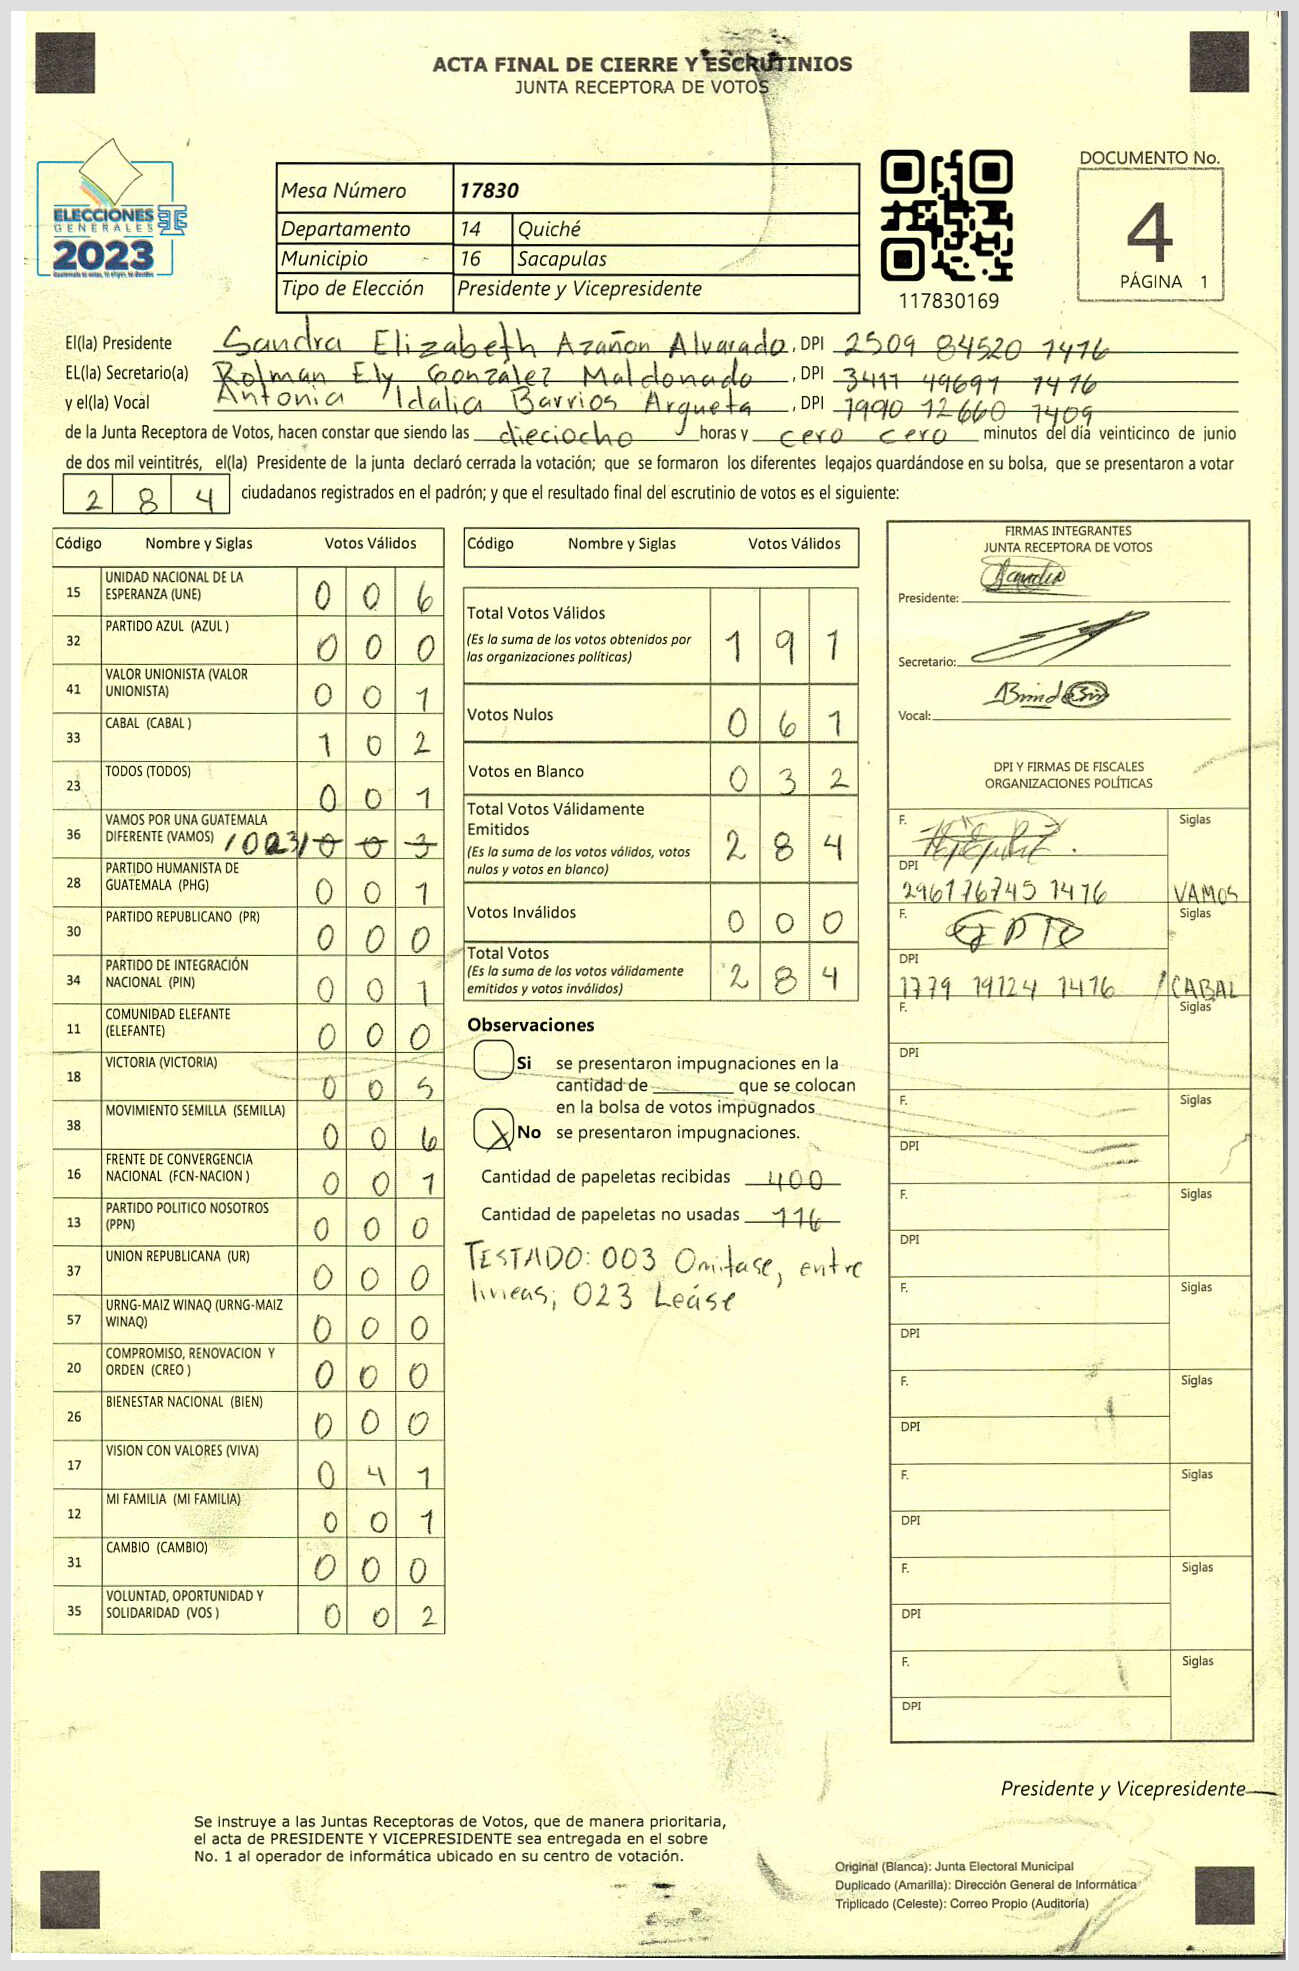 ACTA FINAL DE CIERRE Y ESCRUTINIOS
JUNTA RECEPTORA DE VOTOS
ELECCIONES
GENERALES
2023
Mesa Número 17830
Departamento 14 Quiché
Municipio 16 Sacapulas
Tipo de Elección Presidente y Vicepresidente
117830169
DOCUMENTO No.
4
PÁGINA 1
El(la) Presidente Sandra Elizabeth Azañon Alvarado, DPI 2509 84520 1416
EL(la) Secretario(a) Rolman Ely González Maldonado, DPI 3411 49691 1416
y el(la) Vocal Antonia Idalia Barrios Argueta, DPI 1990 12660 1409
de la Junta Receptora de Votos, hacen constar que siendo las dieciocho horas y cero cero minutos del día veinticinco de junio
de dos mil veintitrés, el(la) Presidente de la junta declaró cerrada la votación; que se formaron los diferentes legajos guardándose en su bolsa, que se presentaron a votar
2 8 4 ciudadanos registrados en el padrón; y que el resultado final del escrutinio de votos es el siguiente:
Código Nombre y Siglas Votos Válidos
15 UNIDAD NACIONAL DE LA ESPERANZA (UNE) 0 0 6
32 PARTIDO AZUL (AZUL ) 0 0 0
41 VALOR UNIONISTA (VALOR UNIONISTA) 0 0 1
33 CABAL (CABAL ) 1 0 2
23 TODOS (TODOS) 0 0 1
36 VAMOS POR UNA GUATEMALA DIFERENTE (VAMOS) /023/ 0 0 3
28 PARTIDO HUMANISTA DE GUATEMALA (PHG) 0 0 1
30 PARTIDO REPUBLICANO (PR) 0 0 0
34 PARTIDO DE INTEGRACIÓN NACIONAL (PIN) 0 0 1
11 COMUNIDAD ELEFANTE (ELEFANTE) 0 0 0
18 VICTORIA (VICTORIA) 0 0 5
38 MOVIMIENTO SEMILLA (SEMILLA) 0 0 6
16 FRENTE DE CONVERGENCIA NACIONAL (FCN-NACION ) 0 0 1
13 PARTIDO POLITICO NOSOTROS (PPN) 0 0 0
37 UNION REPUBLICANA (UR) 0 0 0
57 URNG-MAIZ WINAQ (URNG-MAIZ WINAQ) 0 0 0
20 COMPROMISO, RENOVACION Y ORDEN (CREO ) 0 0 0
26 BIENESTAR NACIONAL (BIEN) 0 0 0
17 VISION CON VALORES (VIVA) 0 4 1
12 MI FAMILIA (MI FAMILIA) 0 0 1
31 CAMBIO (CAMBIO) 0 0 0
35 VOLUNTAD, OPORTUNIDAD Y SOLIDARIDAD (VOS ) 0 0 2
Código Nombre y Siglas Votos Válidos
Total Votos Válidos 1 9 1
(Es la suma de los votos obtenidos por
las organizaciones políticas)
Votos Nulos 0 6 1
Votos en Blanco 0 3 2
Total Votos Válidamente
Emitidos 2 8 4
(Es la suma de los votos válidos, votos
nulos y votos en blanco)
Votos Inválidos 0 0 0
Total Votos 2 8 4
(Es la suma de los votos válidamente
emitidos y votos inválidos)
Observaciones
Si se presentaron impugnaciones en la
cantidad de ________ que se colocan
en la bolsa de votos impugnados
X No se presentaron impugnaciones.
Cantidad de papeletas recibidas 400
Cantidad de papeletas no usadas 116
TESTADO: 003 Omitase, entre
lineas; 023 Leáse
FIRMAS INTEGRANTES
JUNTA RECEPTORA DE VOTOS
Presidente:
Secretario:
Vocal:
DPI Y FIRMAS DE FISCALES
ORGANIZACIONES POLÍTICAS
F. Siglas
DPI
296176745 1416 VAMOS
F. Siglas
DPI
1779 19124 1416 CABAL
F. Siglas
DPI
F. Siglas
DPI
F. Siglas
DPI
F. Siglas
DPI
F. Siglas
DPI
F. Siglas
DPI
F. Siglas
DPI
F. Siglas
DPI
Presidente y Vicepresidente
Se instruye a las Juntas Receptoras de Votos, que de manera prioritaria,
el acta de PRESIDENTE Y VICEPRESIDENTE sea entregada en el sobre
No. 1 al operador de informática ubicado en su centro de votación.
Original (Blanca): Junta Electoral Municipal
Duplicado (Amarilla): Dirección General de Informática
Triplicado (Celeste): Correo Propio (Auditoría)